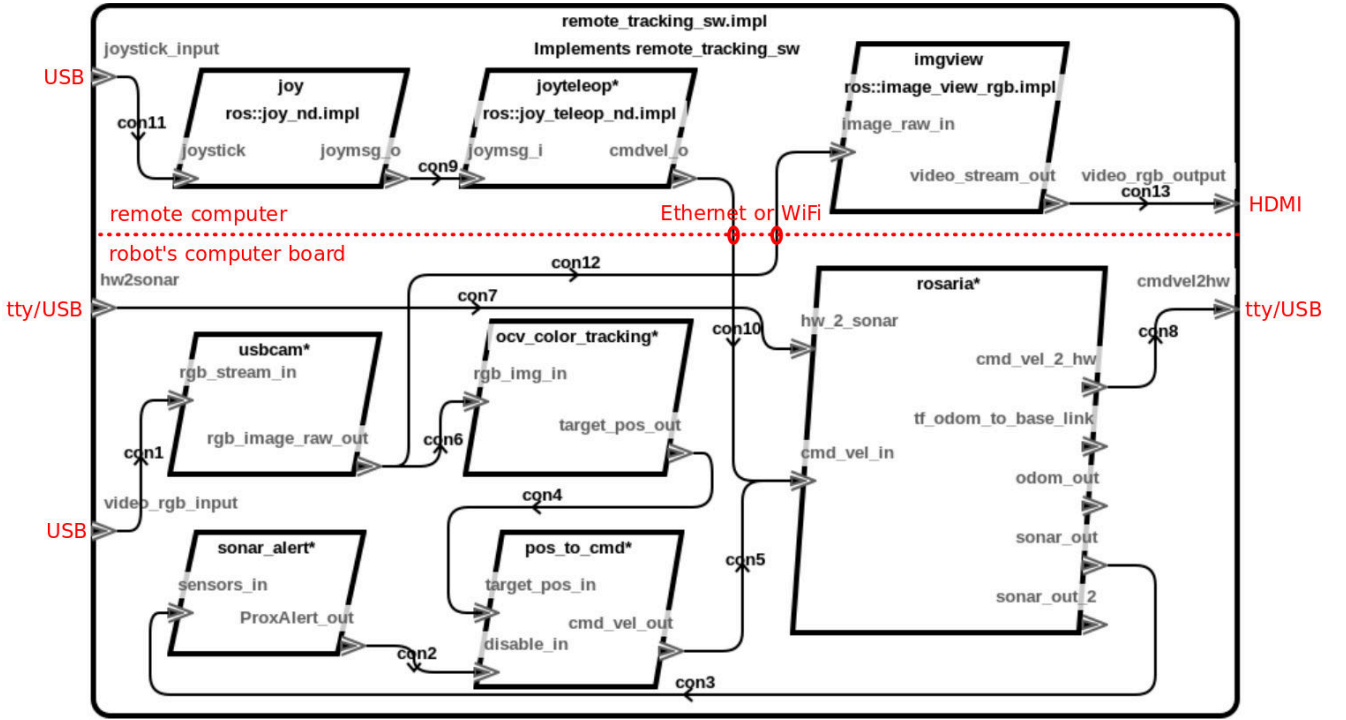 remote_tracking_sw.impl
Implements remote_tracking_sw
joystick_input
USB
con11
joy
ros::joy_nd.impl
joystick
joymsg_o
con9
joyteleop*
ros::joy_teleop_nd.impl
joymsg_i
cmdvel_o
imgview
ros::image_view_rgb.impl
image_raw_in
video_stream_out
video_rgb_output
con13
HDMI
remote computer
Ethernet or WiFi
robot's computer board
hw2sonar
tty/USB
con12
con7
con10
usbcam*
rgb_stream_in
rgb_image_raw_out
con1
video_rgb_input
USB
con6
ocv_color_tracking*
rgb_img_in
target_pos_out
con4
rosaria*
hw_2_sonar
cmd_vel_in
cmd_vel_2_hw
tf_odom_to_base_link
odom_out
sonar_out
sonar_out_2
cmdvel2hw
tty/USB
con8
sonar_alert*
sensors_in
ProxAlert_out
con2
pos_to_cmd*
target_pos_in
cmd_vel_out
disable_in
con5
con3